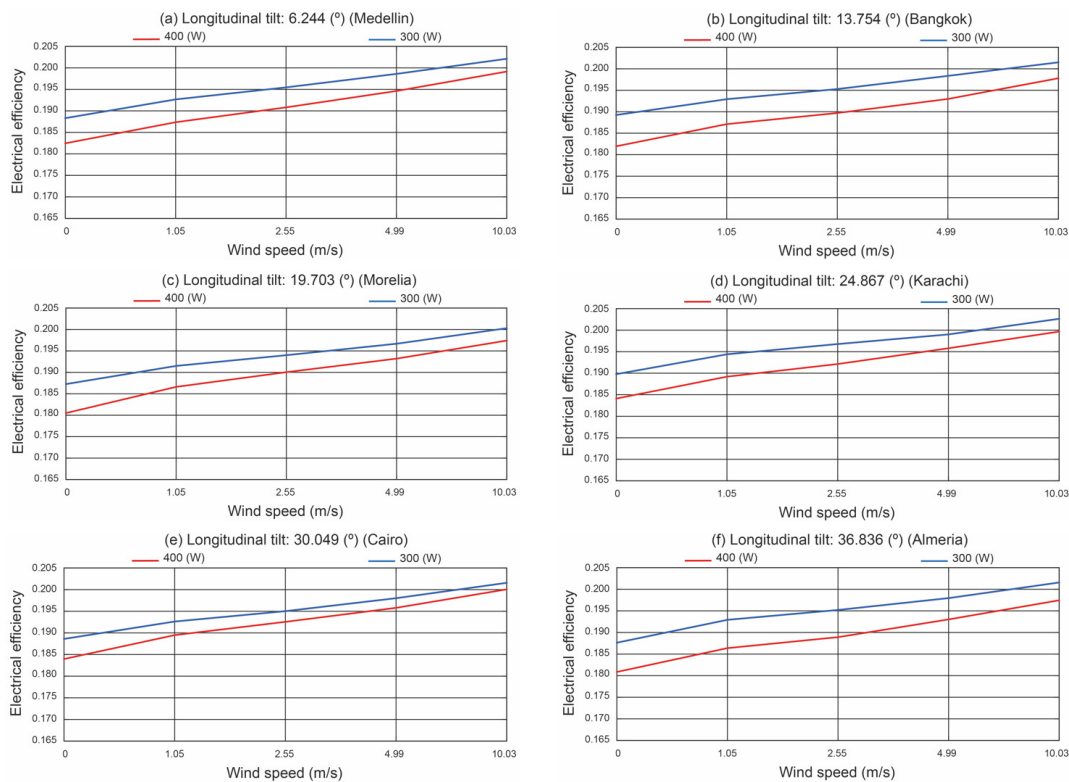 (a) Longitudinal tilt: 6.244 (º) (Medellin)
400 (W) 300 (W)
0.205
0.200
0.195
0.190
0.185
0.180
0.175
0.170
0.165
Electrical efficiency
0 1.05 2.55 4.99 10.03
Wind speed (m/s)
(b) Longitudinal tilt: 13.754 (º) (Bangkok)
400 (W) 300 (W)
0.205
0.200
0.195
0.190
0.185
0.180
0.175
0.170
0.165
Electrical efficiency
0 1.05 2.55 4.99 10.03
Wind speed (m/s)
(c) Longitudinal tilt: 19.703 (º) (Morelia)
400 (W) 300 (W)
0.205
0.200
0.195
0.190
0.185
0.180
0.175
0.170
0.165
Electrical efficiency
0 1.05 2.55 4.99 10.03
Wind speed (m/s)
(d) Longitudinal tilt: 24.867 (º) (Karachi)
400 (W) 300 (W)
0.205
0.200
0.195
0.190
0.185
0.180
0.175
0.170
0.165
Electrical efficiency
0 1.05 2.55 4.99 10.03
Wind speed (m/s)
(e) Longitudinal tilt: 30.049 (º) (Cairo)
400 (W) 300 (W)
0.205
0.200
0.195
0.190
0.185
0.180
0.175
0.170
0.165
Electrical efficiency
0 1.05 2.55 4.99 10.03
Wind speed (m/s)
(f) Longitudinal tilt: 36.836 (º) (Almeria)
400 (W) 300 (W)
0.205
0.200
0.195
0.190
0.185
0.180
0.175
0.170
0.165
Electrical efficiency
0 1.05 2.55 4.99 10.03
Wind speed (m/s)